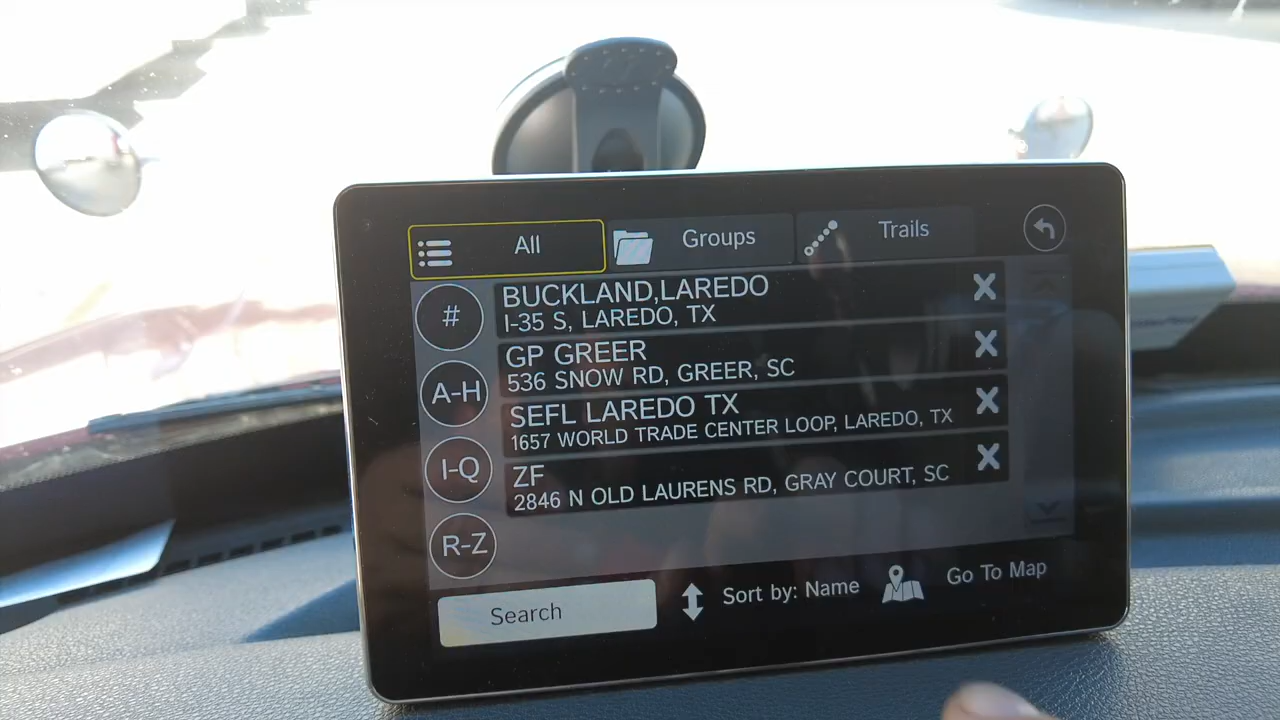 All
Groups
Trails
#
A-H
I-Q
R-Z
BUCKLAND,LAREDO
I-35 S, LAREDO, TX
GP GREER
536 SNOW RD, GREER, SC
SEFL LAREDO TX
1657 WORLD TRADE CENTER LOOP, LAREDO, TX
ZF
2846 N OLD LAURENS RD, GRAY COURT, SC
Search
Sort by: Name
Go To Map